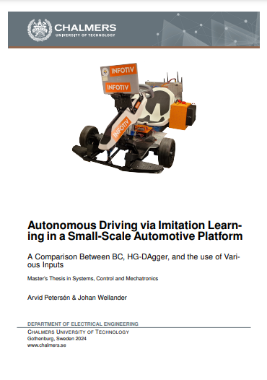 CHALMERS
UNIVERSITY OF TECHNOLOGY
INFOTIV
INFOTIV
Autonomous Driving via Imitation Learn-
ing in a Small-Scale Automotive Platform
A Comparison Between BC, HG-DAgger, and the use of Vari-
ous Inputs
Master's Thesis in Systems, Control and Mechatronics
Arvid Petersén & Johan Wellander
DEPARTMENT OF ELECTRICAL ENGINEERING
CHALMERS UNIVERSITY OF TECHNOLOGY
Gothenburg, Sweden 2024
www.chalmers.se